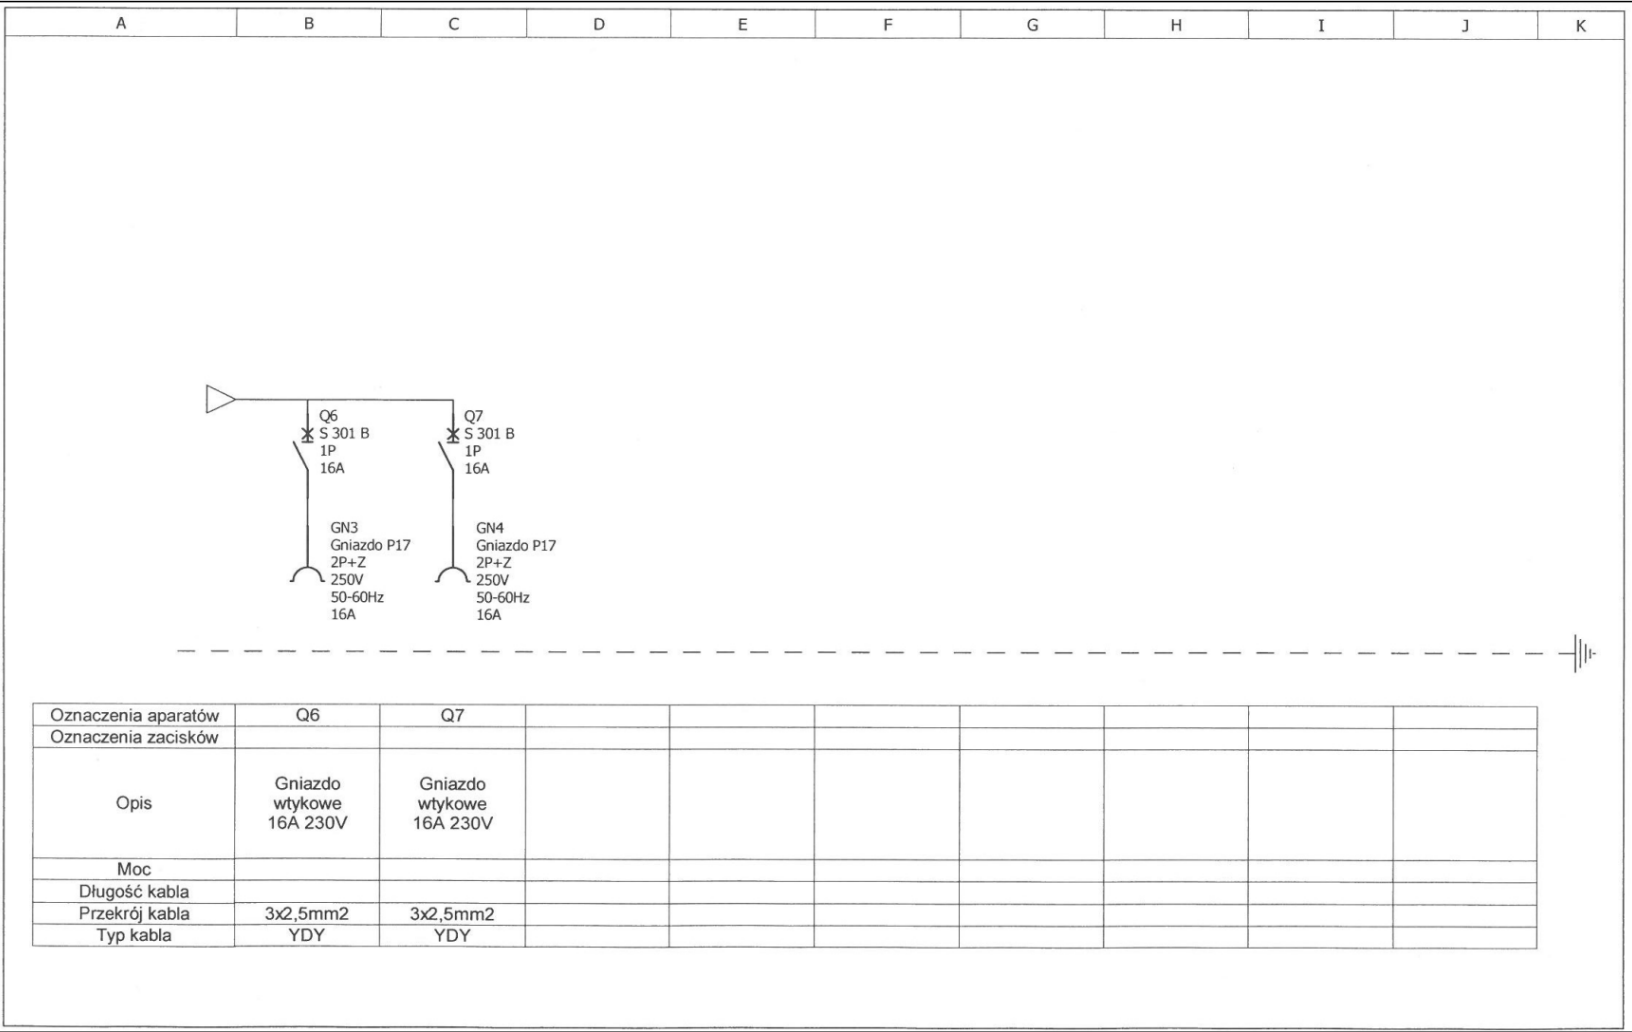 A B C D E F G H I J K
Q6
S 301 B
1P
16A
Q7
S 301 B
1P
16A
GN3
Gniazdo P17
2P+Z
250V
50-60Hz
16A
GN4
Gniazdo P17
2P+Z
250V
50-60Hz
16A
Oznaczenia aparatów Q6 Q7
Oznaczenia zacisków
Opis
Gniazdo
wtykowe
16A 230V
Gniazdo
wtykowe
16A 230V
Moc
Długość kabla
Przekrój kabla 3x2,5mm2 3x2,5mm2
Typ kabla YDY YDY